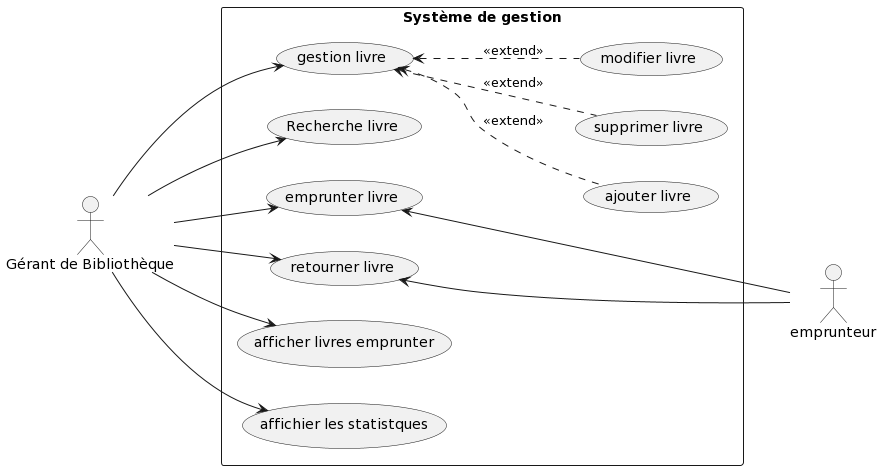 Système de gestion
gestion livre
«extend»
modifier livre
«extend»
supprimer livre
Recherche livre
«extend»
emprunter livre
ajouter livre
Gérant de Bibliothèque
retourner livre
emprunteur
afficher livres emprunter
affichier les statistques